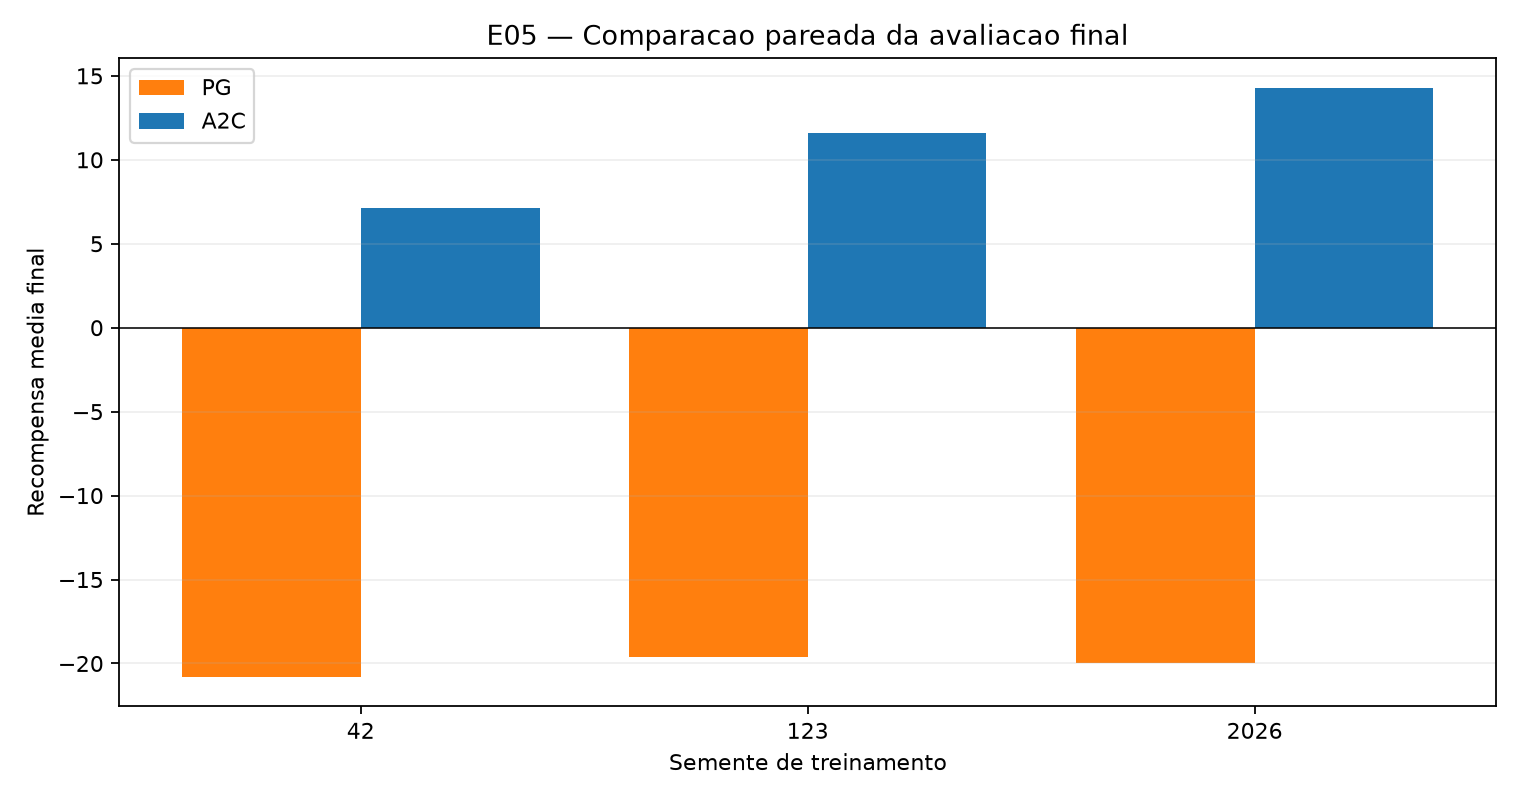 E05 — Comparacao pareada da avaliacao final
PG
A2C
15
10
5
0
−5
−10
−15
−20
Recompensa media final
42
123
2026
Semente de treinamento